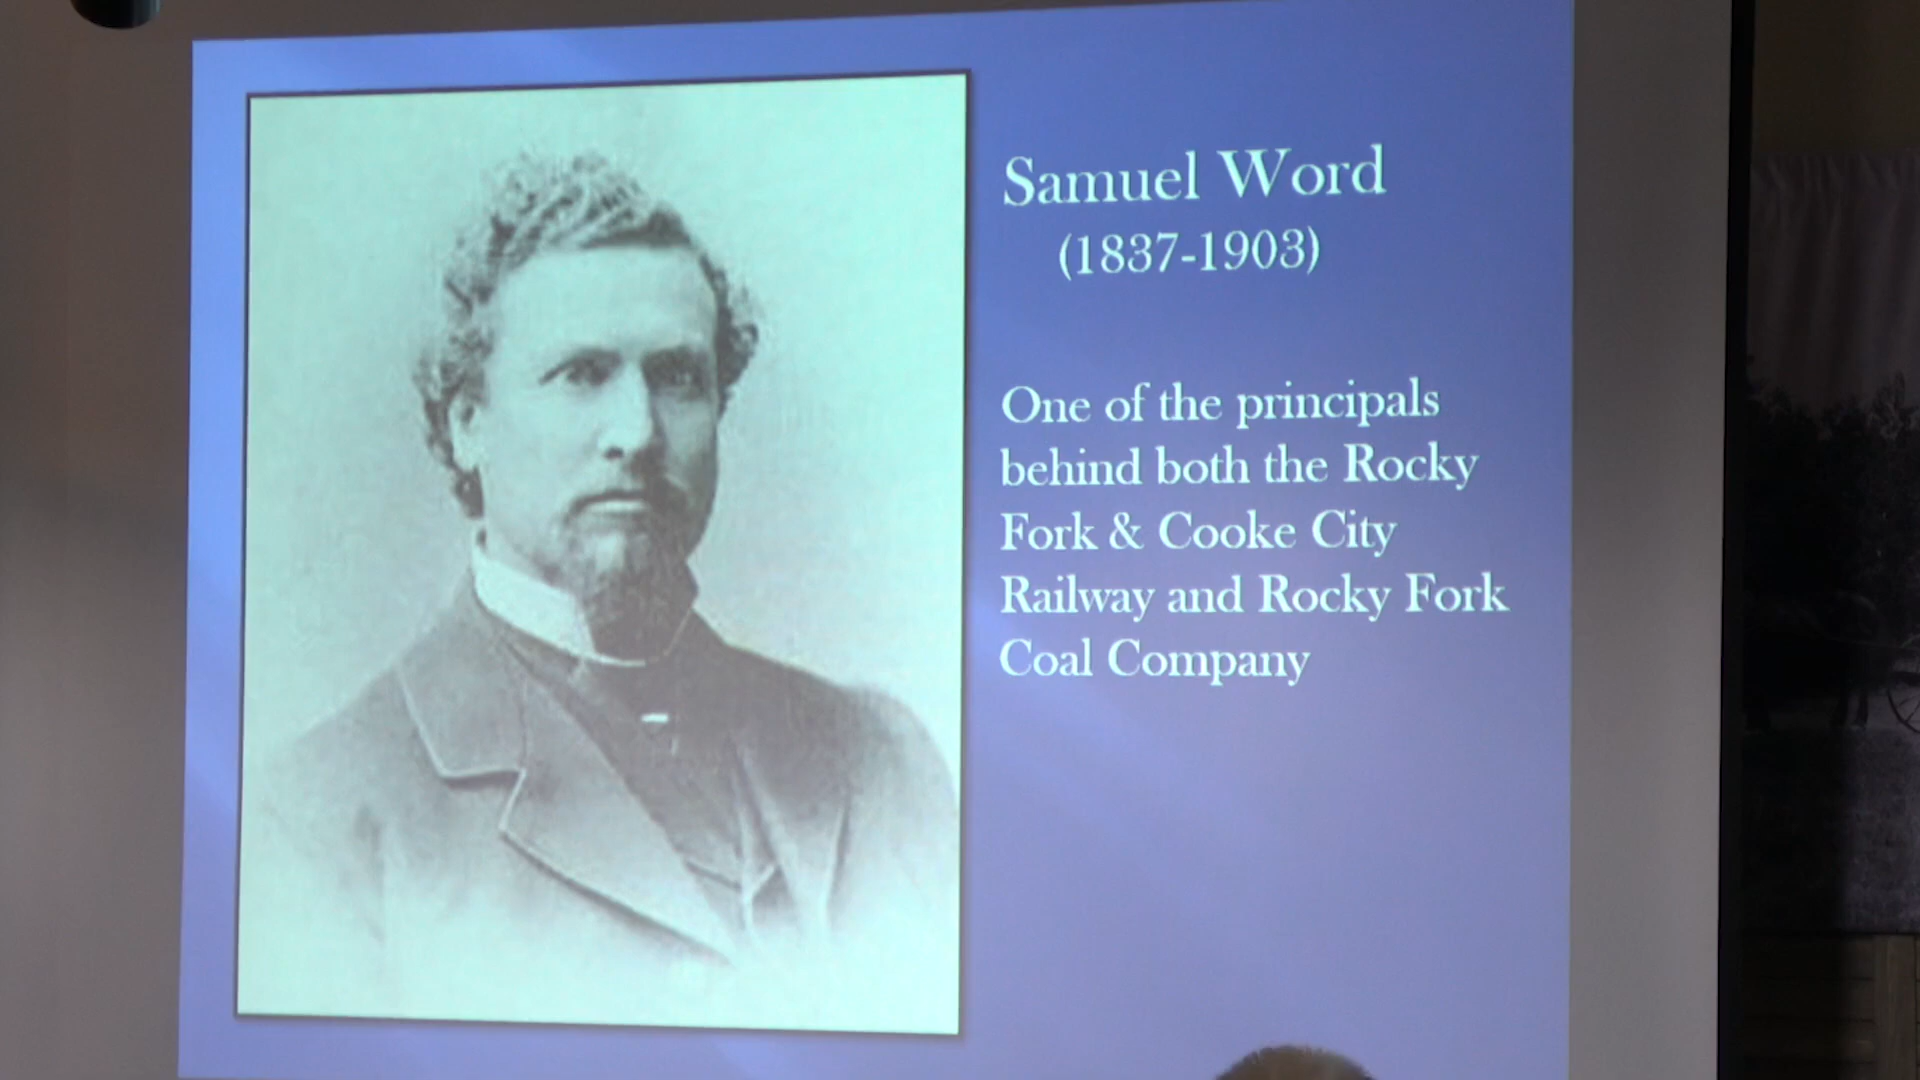 Samuel Word
(1837-1903)
One of the principals
behind both the Rocky
Fork & Cooke City
Railway and Rocky Fork
Coal Company